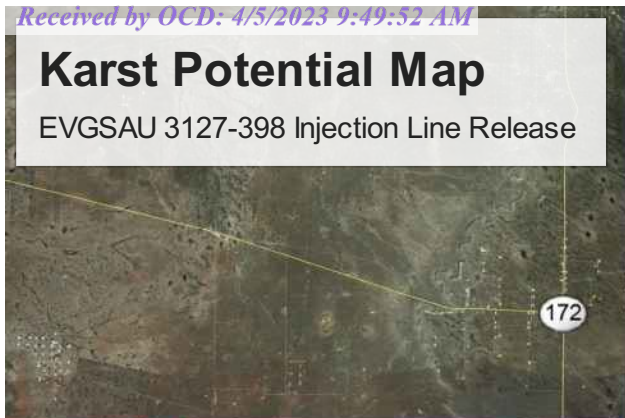 Received by OCD: 4/5/2023 9:49:52 AM
Karst Potential Map
EVGSAU 3127-398 Injection Line Release
172